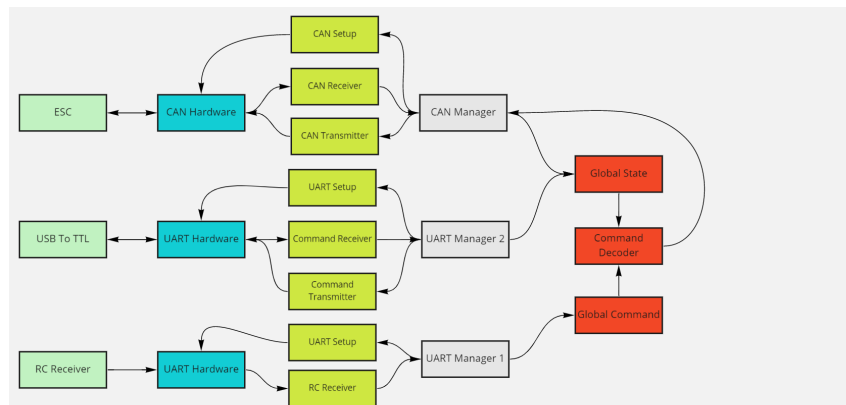 CAN Setup
CAN Receiver
ESC
CAN Hardware
CAN Manager
CAN Transmitter
Global State
UART Setup
USB To TTL
UART Hardware
Command Receiver
UART Manager 2
Command
Decoder
Command
Transmitter
Global Command
UART Setup
RC Receiver
UART Hardware
UART Manager 1
RC Receiver